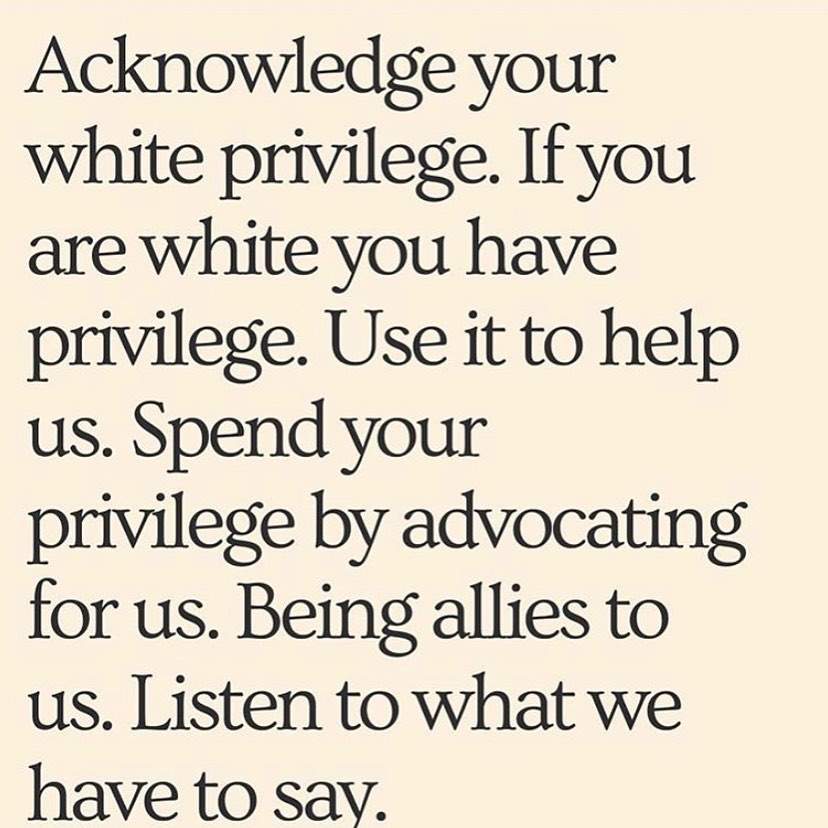 Acknowledge your
white privilege. If you
are white you have
privilege. Use it to help
us. Spend your
privilege by advocating
for us. Being allies to
us. Listen to what we
have to say.